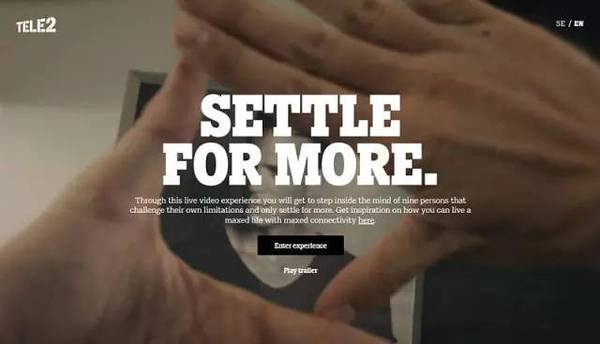 TELE2
SE / EN
SETTLE
FOR MORE.
Through this live video experience you will get to step inside the mind of nine persons that
challenge their own limitations and only settle for more. Get inspiration on how you can live a
maxed life with maxed connectivity here.
Enter experience
Play trailer